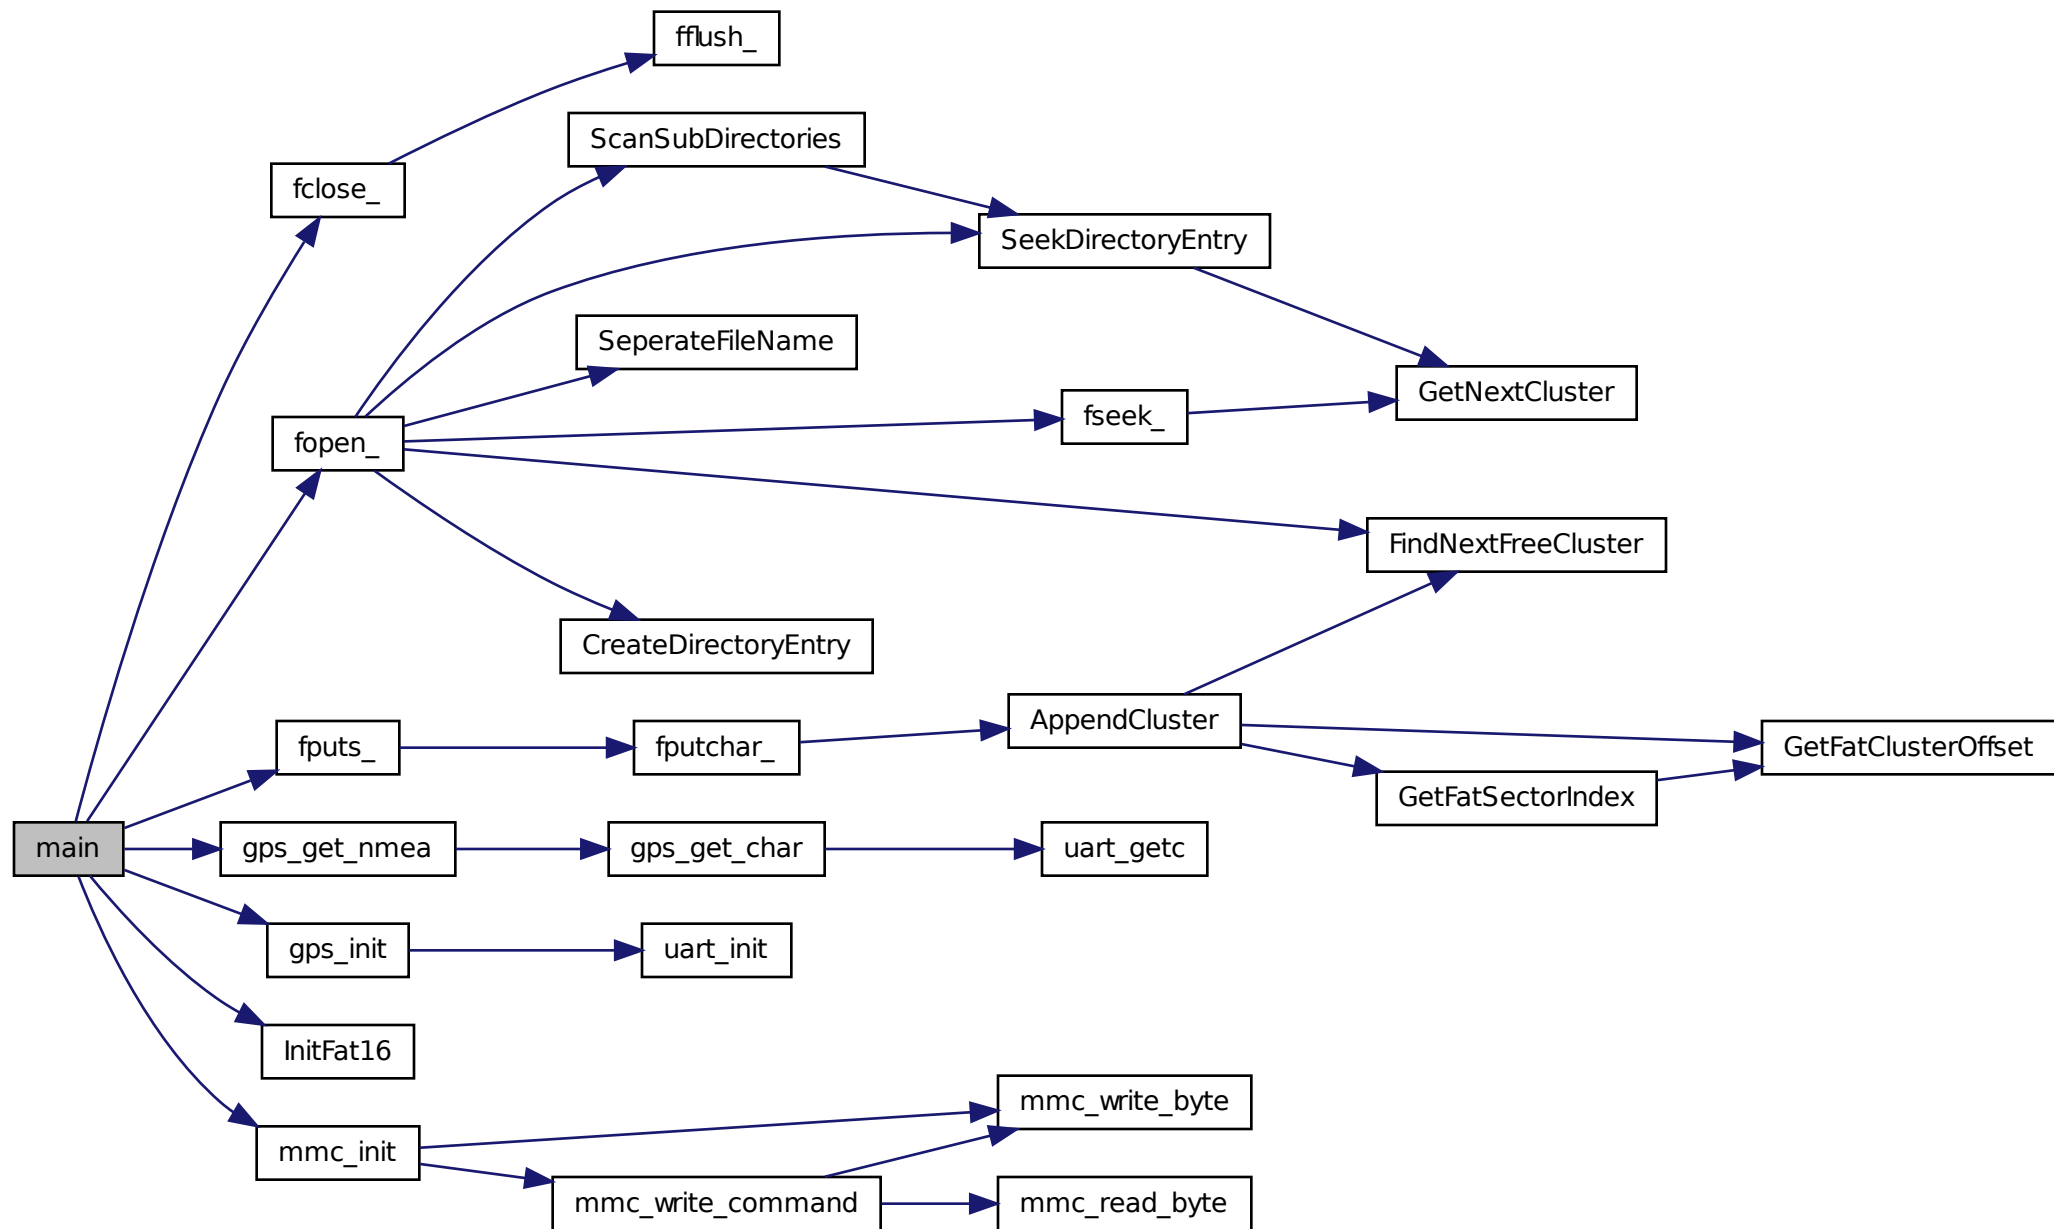 fflush_
ScanSubDirectories
fclose_
SeekDirectoryEntry
SeperateFileName
GetNextCluster
fseek_
fopen_
FindNextFreeCluster
CreateDirectoryEntry
AppendCluster
fputs_
fputchar_
GetFatClusterOffset
GetFatSectorIndex
main
gps_get_nmea
gps_get_char
uart_getc
gps_init
uart_init
InitFat16
mmc_write_byte
mmc_init
mmc_write_command
mmc_read_byte